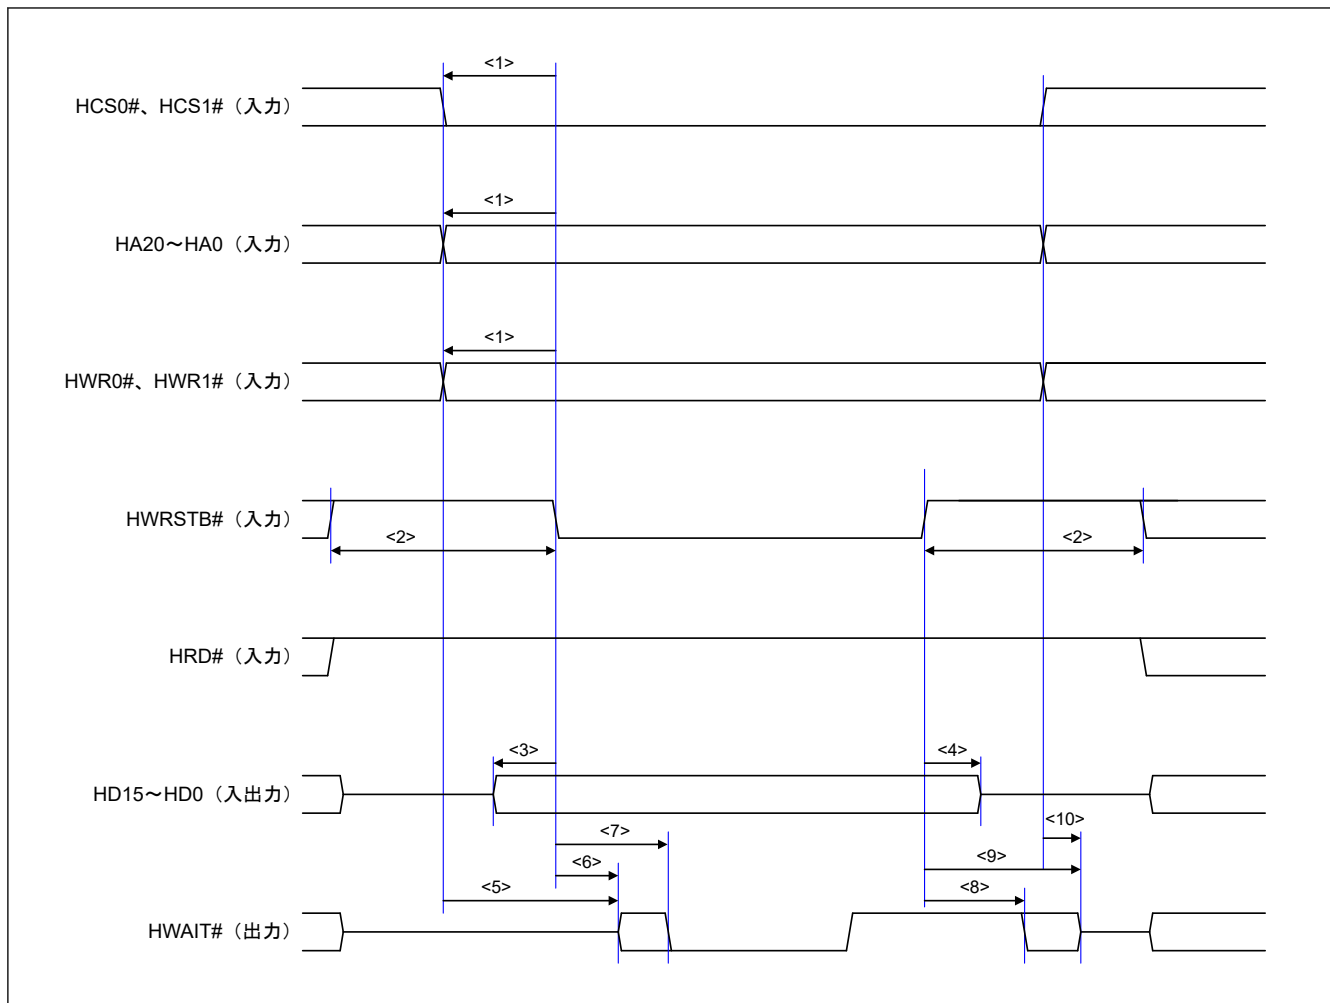 <1>
HCS0#、HCS1#（入力）
<1>
HA20～HA0（入力）
<1>
HWR0#、HWR1#（入力）
HWRSTB#（入力）
<2>
<2>
HRD#（入力）
<3>
<4>
HD15～HD0（入出力）
<10>
<7>
<9>
<6>
<5>
<8>
HWAIT#（出力）